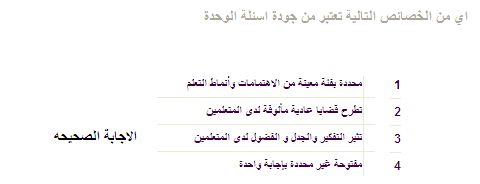 اي من الخصائص التالية تعتبر من جودة اسئلة الوحدة
1 محددة بفئة معينة من الاهتمامات وأنماط التعلم
2 تطرح قضايا عادية مألوفة لدى المتعلمين
3 تثير التفكير والجدل و الفضول لدى المتعلمين الاجابة الصحيحه
4 مفتوحة غير محددة بإجابة واحدة